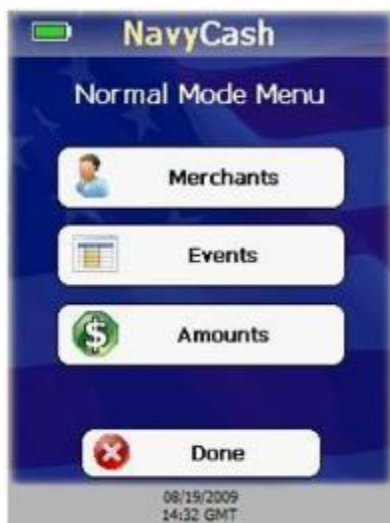 NavyCash
Normal Mode Menu
Merchants
Events
Amounts
Done
08/19/2009
14:32 GMT